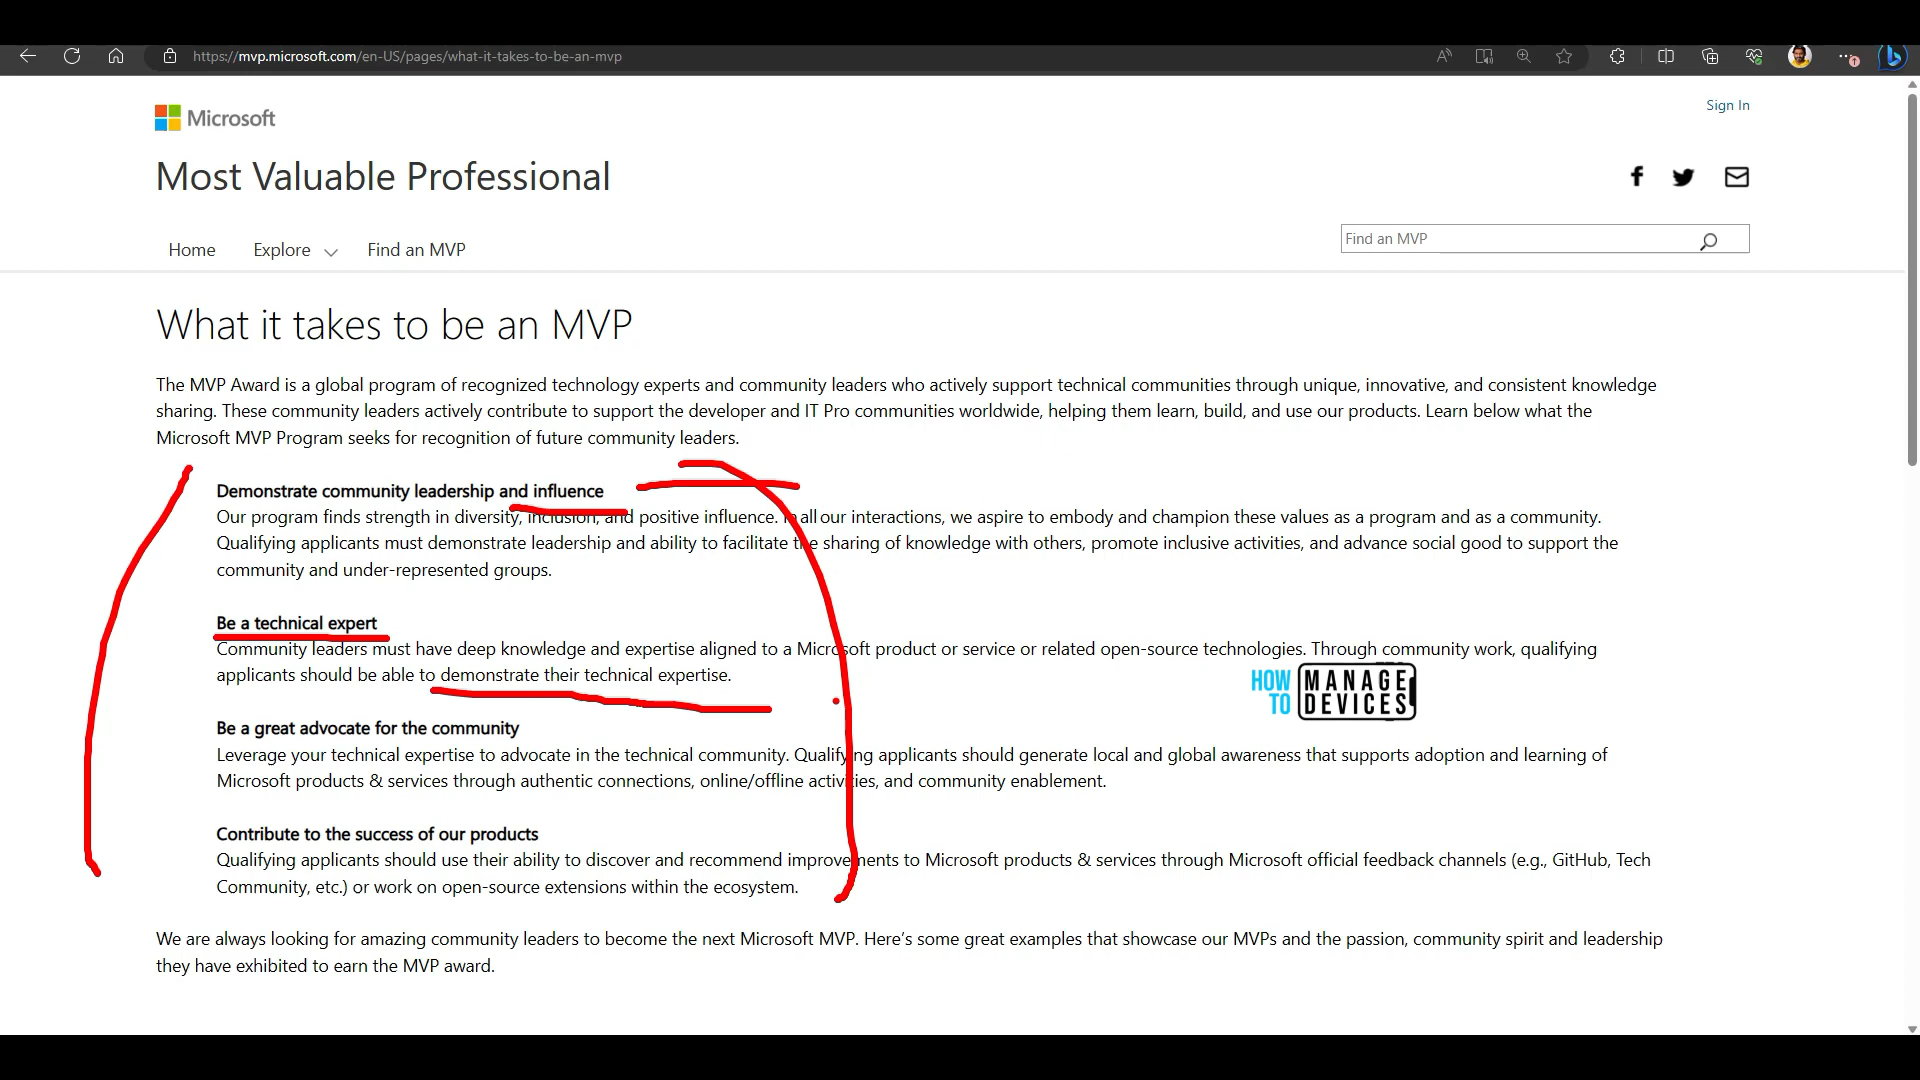 https://mvp.microsoft.com/en-US/pages/what-it-takes-to-be-an-mvp
Microsoft
Sign In
Most Valuable Professional
Home Explore Find an MVP
Find an MVP
What it takes to be an MVP
The MVP Award is a global program of recognized technology experts and community leaders who actively support technical communities through unique, innovative, and consistent knowledge
sharing. These community leaders actively contribute to support the developer and IT Pro communities worldwide, helping them learn, build, and use our products. Learn below what the
Microsoft MVP Program seeks for recognition of future community leaders.
Demonstrate community leadership and influence
Our program finds strength in diversity, inclusion, and positive influence. In all our interactions, we aspire to embody and champion these values as a program and as a community.
Qualifying applicants must demonstrate leadership and ability to facilitate the sharing of knowledge with others, promote inclusive activities, and advance social good to support the
community and under-represented groups.
Be a technical expert
Community leaders must have deep knowledge and expertise aligned to a Microsoft product or service or related open-source technologies. Through community work, qualifying
applicants should be able to demonstrate their technical expertise.
HOW TO MANAGE DEVICES
Be a great advocate for the community
Leverage your technical expertise to advocate in the technical community. Qualifying applicants should generate local and global awareness that supports adoption and learning of
Microsoft products & services through authentic connections, online/offline activities, and community enablement.
Contribute to the success of our products
Qualifying applicants should use their ability to discover and recommend improvements to Microsoft products & services through Microsoft official feedback channels (e.g., GitHub, Tech
Community, etc.) or work on open-source extensions within the ecosystem.
We are always looking for amazing community leaders to become the next Microsoft MVP. Here's some great examples that showcase our MVPs and the passion, community spirit and leadership
they have exhibited to earn the MVP award.